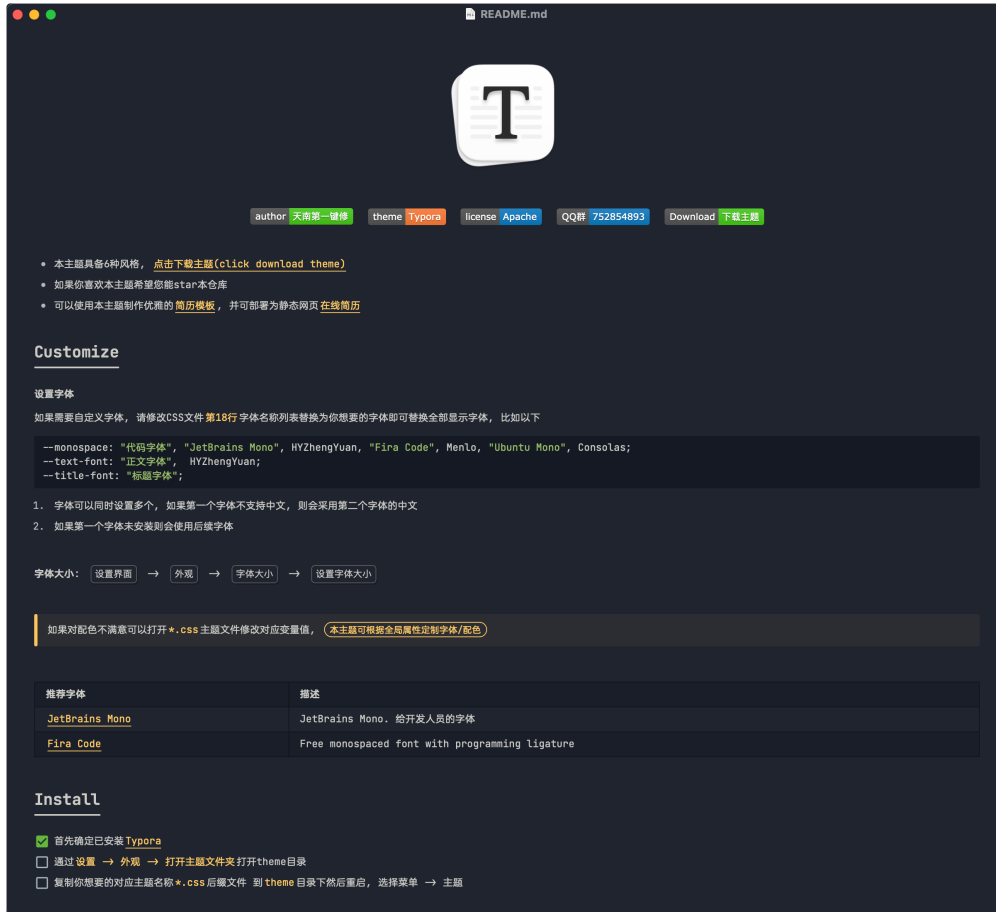 README.md
T
author 天南第一键修 theme Typora license Apache QQ群 752854893 Download 下载主题
本主题具备6种风格, 点击下载主题(click download theme)
如果你喜欢本主题希望您能star本仓库
可以使用本主题制作优雅的简历模板, 并可部署为静态网页在线简历
Customize
设置字体
如果需要自定义字体, 请修改CSS文件第18行字体名称列表替换为你想要的字体即可替换全部显示字体, 比如以下
--monospace: "代码字体", "JetBrains Mono", HYZhengYuan, "Fira Code", Menlo, "Ubuntu Mono", Consolas;
--text-font: "正文字体", HYZhengYuan;
--title-font: "标题字体";
1. 字体可以同时设置多个, 如果第一个字体不支持中文, 则会采用第二个字体的中文
2. 如果第一个字体未安装则会使用后续字体
字体大小: 设置界面 → 外观 → 字体大小 → 设置字体大小
如果对配色不满意可以打开*.css主题文件修改对应变量值, 本主题可根据全局属性定制字体/配色
推荐字体 描述
JetBrains Mono JetBrains Mono. 给开发人员的字体
Fira Code Free monospaced font with programming ligature
Install
首先确定已安装Typora
通过设置 → 外观 → 打开主题文件夹打开theme目录
复制你想要的对应主题名称*.css后缀文件 到theme目录下然后重启, 选择菜单 → 主题